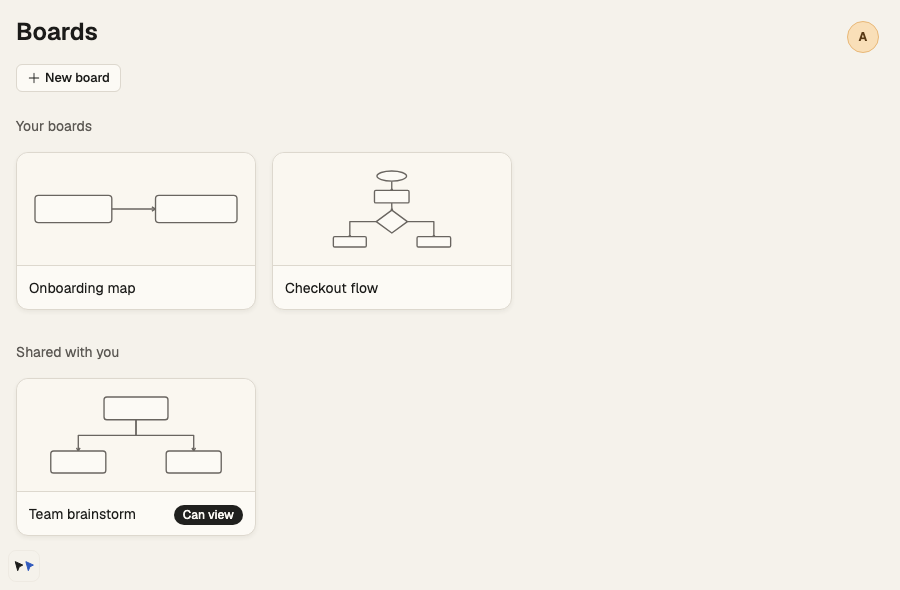 Boards
A
New board
Your boards
Onboarding map
Checkout flow
Shared with you
Team brainstorm
Can view